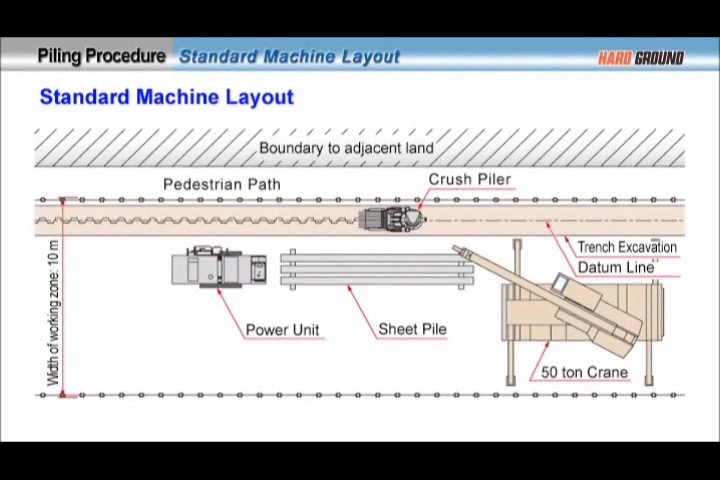 Piling Procedure Standard Machine Layout HARD GROUND
Standard Machine Layout
Boundary to adjacent land
Pedestrian Path
Crush Piler
Trench Excavation
Datum Line
Width of working zone: 10 m
Power Unit
Sheet Pile
50 ton Crane